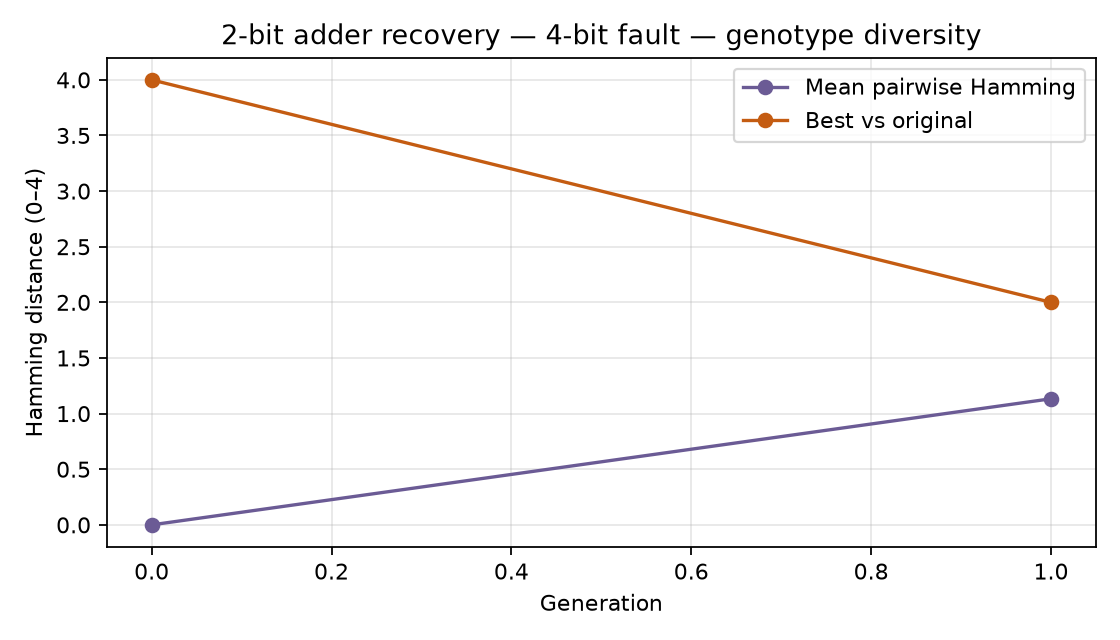 2-bit adder recovery — 4-bit fault — genotype diversity
Mean pairwise Hamming
Best vs original
Hamming distance (0–4)
4.0
3.5
3.0
2.5
2.0
1.5
1.0
0.5
0.0
0.0 0.2 0.4 0.6 0.8 1.0
Generation